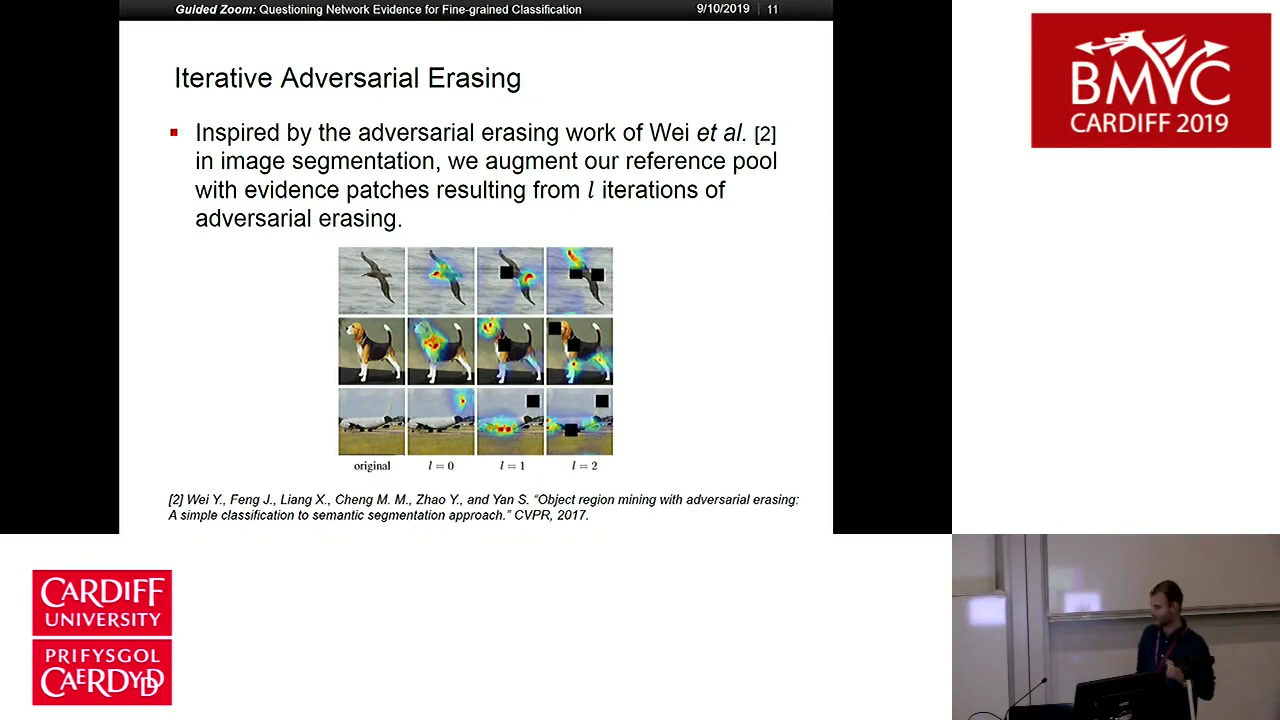 Guided Zoom: Questioning Network Evidence for Fine-grained Classification 9/10/2019 | 11
Iterative Adversarial Erasing
Inspired by the adversarial erasing work of Wei et al. [2]
in image segmentation, we augment our reference pool
with evidence patches resulting from l iterations of
adversarial erasing.
original l = 0 l = 1 l = 2
[2] Wei Y., Feng J., Liang X., Cheng M. M., Zhao Y., and Yan S. “Object region mining with adversarial erasing:
A simple classification to semantic segmentation approach.” CVPR, 2017.
BMVC
CARDIFF 2019
CARDIFF
UNIVERSITY
PRIFYSGOL
CAERDYDD